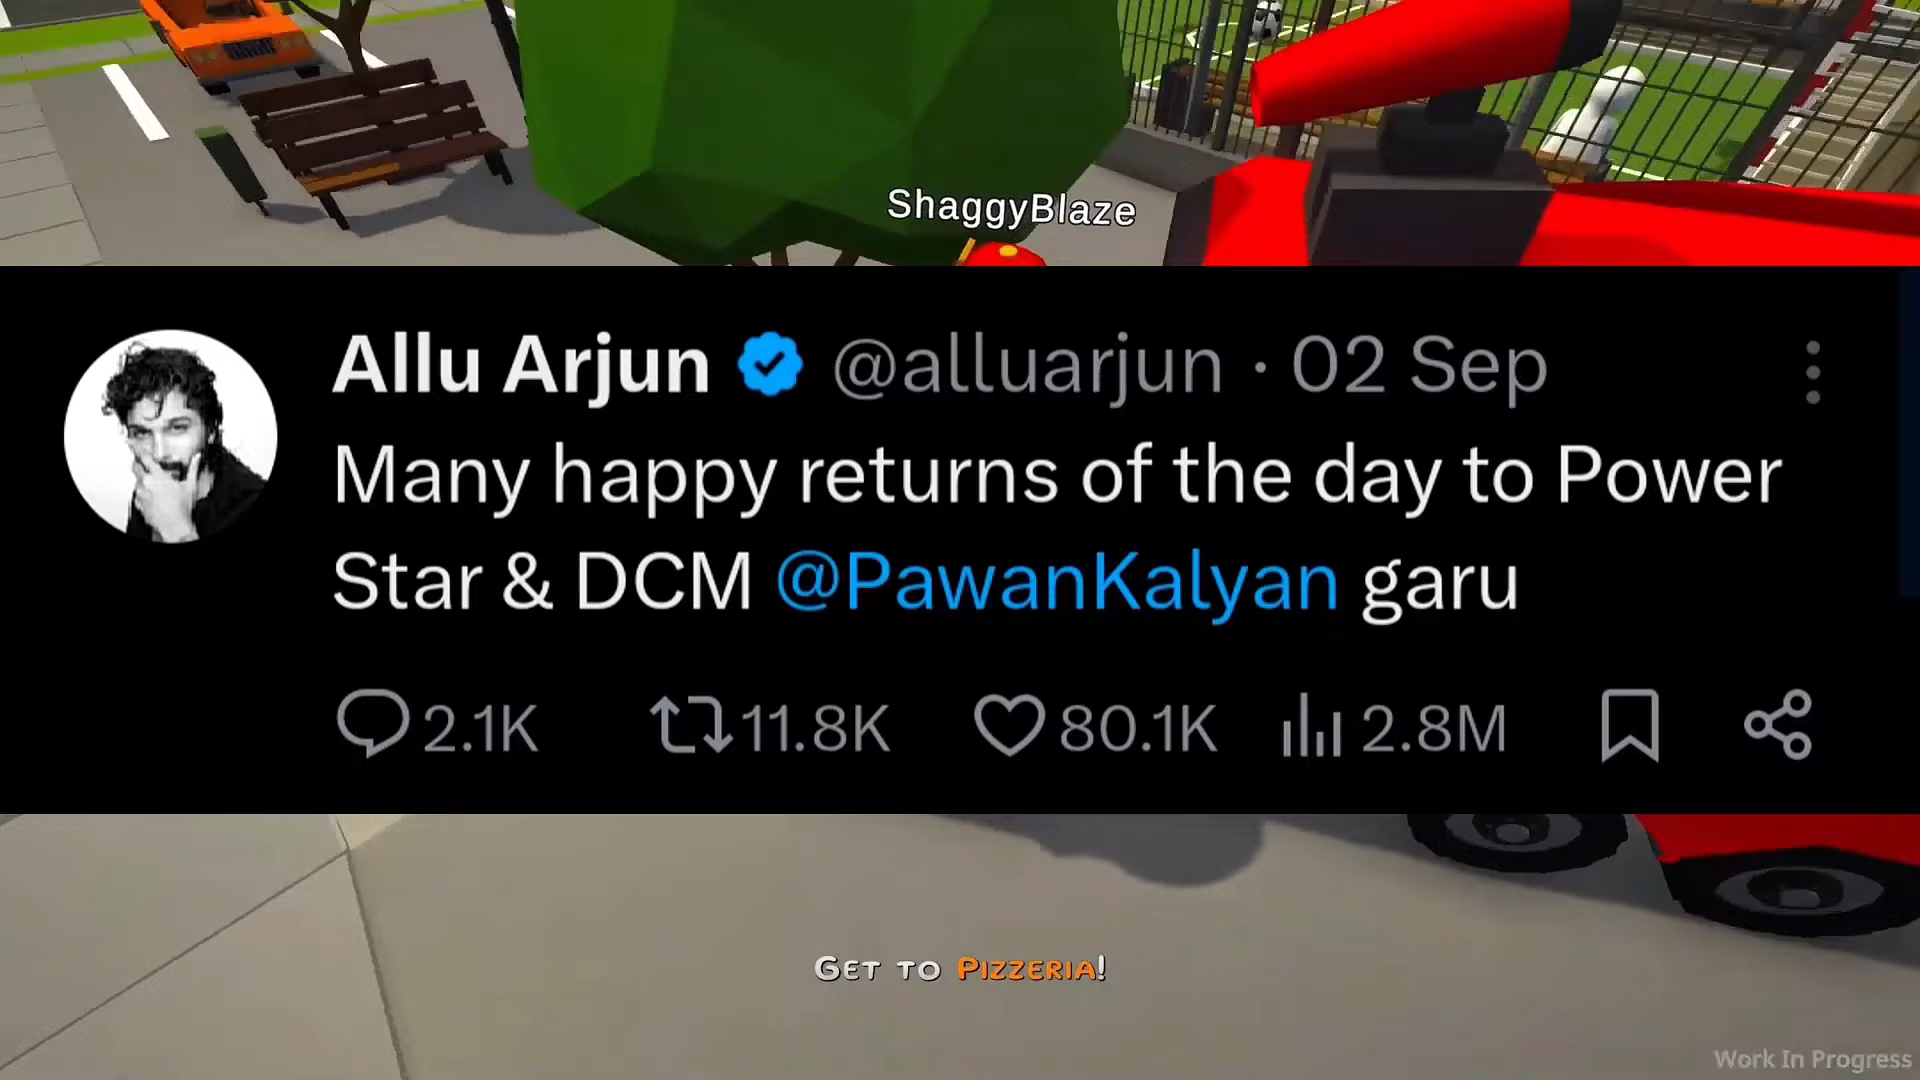 ShaggyBlaze
Allu Arjun @alluarjun · 02 Sep
Many happy returns of the day to Power
Star & DCM @PawanKalyan garu
2.1K 11.8K 80.1K 2.8M
GET TO PIZZERIA!
Work In Progress